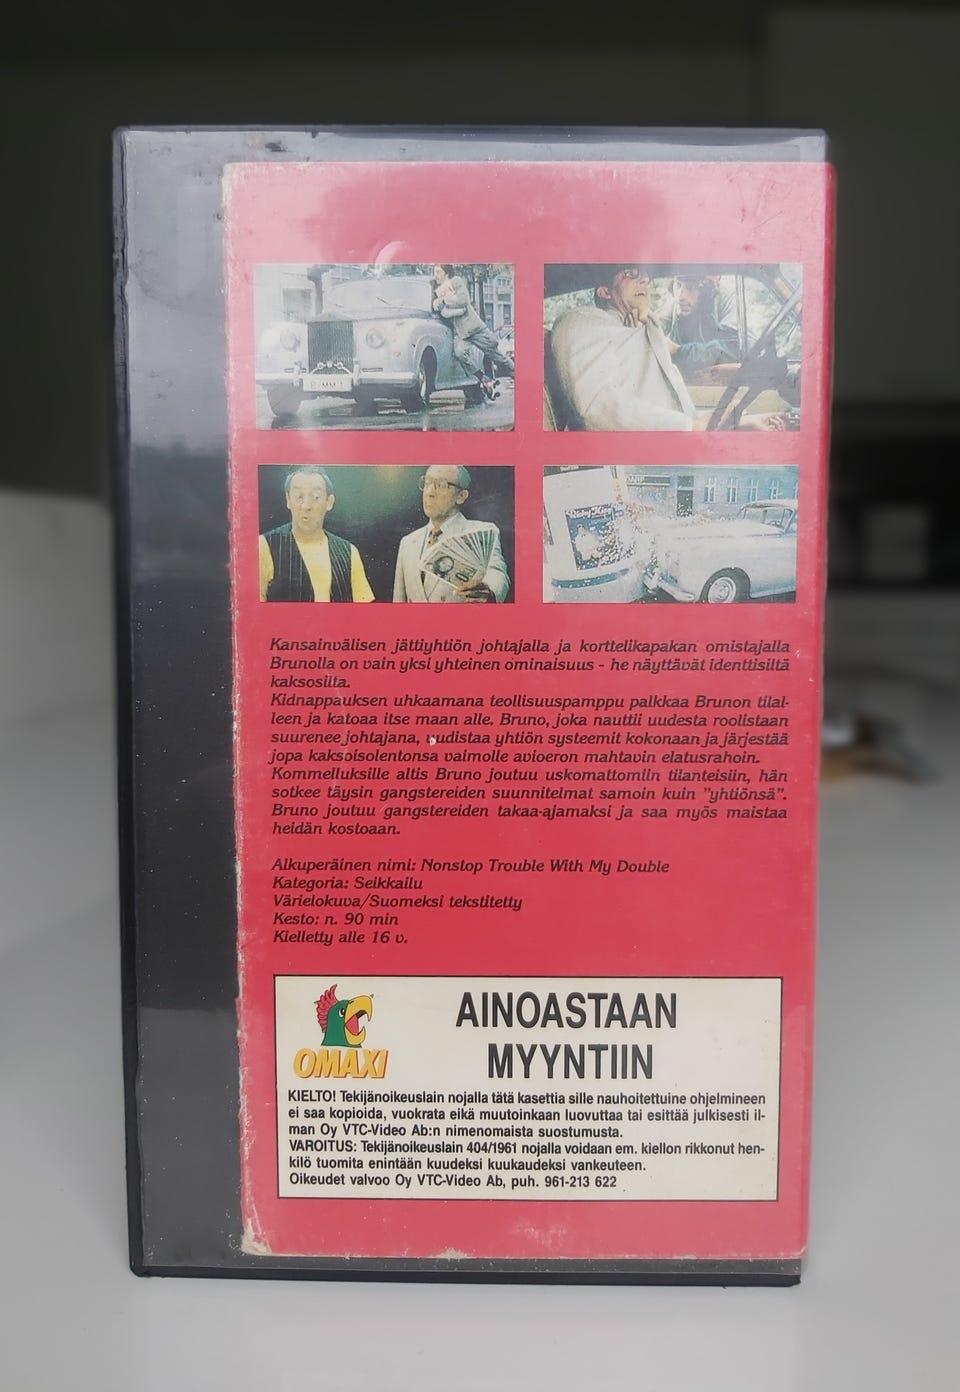 Kansainvälisen jättiyhtiön johtajalla ja korttelikapakan omistajalla
Brunolla on vain yksi yhteinen ominaisuus - he näyttävät identtisiltä
kaksosilta.
Kidnappauksen uhkaamana teollisuuspamppu palkkaa Brunon tilal-
leen ja katoaa itse maan alle. Bruno, joka nauttii uudesta roolistaan
suurenee johtajana, uudistaa yhtiön systeemit kokonaan ja järjestää
jopa kaksoisolentonsa vaimolle avioeron mahtavin elatusrahoin.
Kommelluksille altis Bruno joutuu uskomattomiin tilanteisiin, hän
sotkee täysin gangstereiden suunnitelmat samoin kuin "yhtiönsä".
Bruno joutuu gangstereiden takaa-ajamaksi ja saa myös maistaa
heidän kostoaan.
Alkuperäinen nimi: Nonstop Trouble With My Double
Kategoria: Seikkailu
Värielokuva/Suomeksi tekstitetty
Kesto: n. 90 min
Kielletty alle 16 v.
OMAXI
AINOASTAAN
MYYNTIIN
KIELTO! Tekijänoikeuslain nojalla tätä kasettia sille nauhoitettuine ohjelmineen
ei saa kopioida, vuokrata eikä muutoinkaan luovuttaa tai esittää julkisesti il-
man Oy VTC-Video Ab:n nimenomaista suostumusta.
VAROITUS: Tekijänoikeuslain 404/1961 nojalla voidaan em. kiellon rikkonut hen-
kilö tuomita enintään kuudeksi kuukaudeksi vankeuteen.
Oikeudet valvoo Oy VTC-Video Ab, puh. 961-213 622